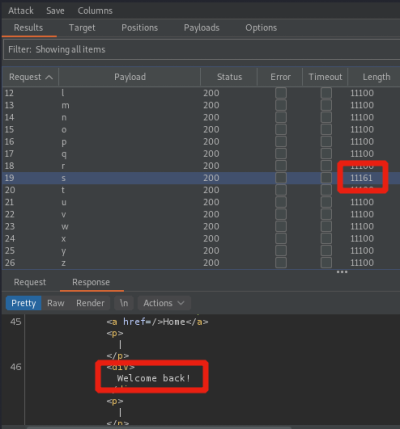 Attack Save Columns
Results Target Positions Payloads Options
Filter: Showing all items
Request Payload Status Error Timeout Length
12 l 200 11100
13 m 200 11100
14 n 200 11100
15 o 200 11100
16 p 200 11100
17 q 200 11100
18 r 200 11100
19 s 200 11161
20 t 200 11100
21 u 200 11100
22 v 200 11100
23 w 200 11100
24 x 200 11100
25 y 200 11100
26 z 200 11100
Request Response
Pretty Raw Render \n Actions
45 <a href=/>Home</a>
<p>
|
</p>
46 <div>
Welcome back!
<p>
|
</p>